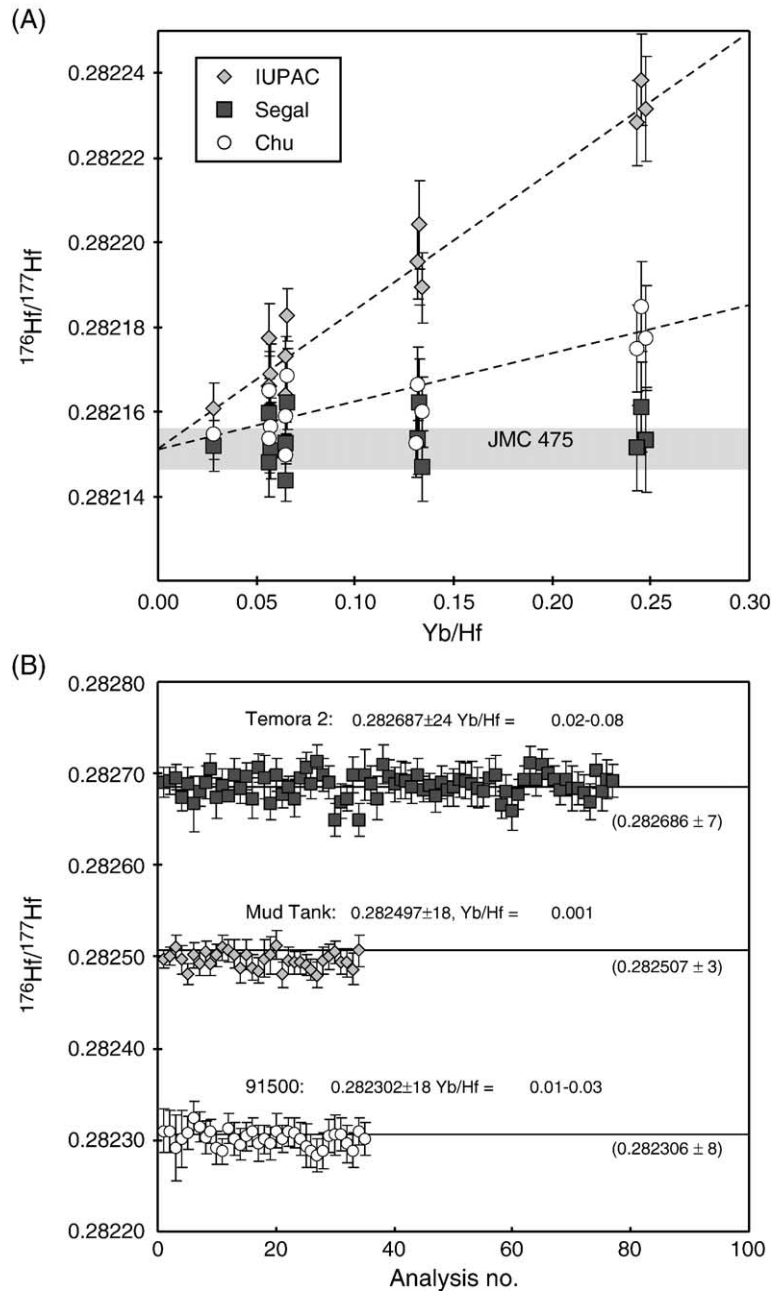 (A)
0.28224
0.28222
0.28220
0.28218
0.28216
0.28214
¹⁷⁶Hf/¹⁷⁷Hf
IUPAC
Segal
Chu
JMC 475
0.00 0.05 0.10 0.15 0.20 0.25 0.30
Yb/Hf
(B)
0.28280
0.28270
0.28260
0.28250
0.28240
0.28230
0.28220
¹⁷⁶Hf/¹⁷⁷Hf
Temora 2: 0.282687±24 Yb/Hf = 0.02-0.08
(0.282686 ± 7)
Mud Tank: 0.282497±18, Yb/Hf = 0.001
(0.282507 ± 3)
91500: 0.282302±18 Yb/Hf = 0.01-0.03
(0.282306 ± 8)
0 20 40 60 80 100
Analysis no.